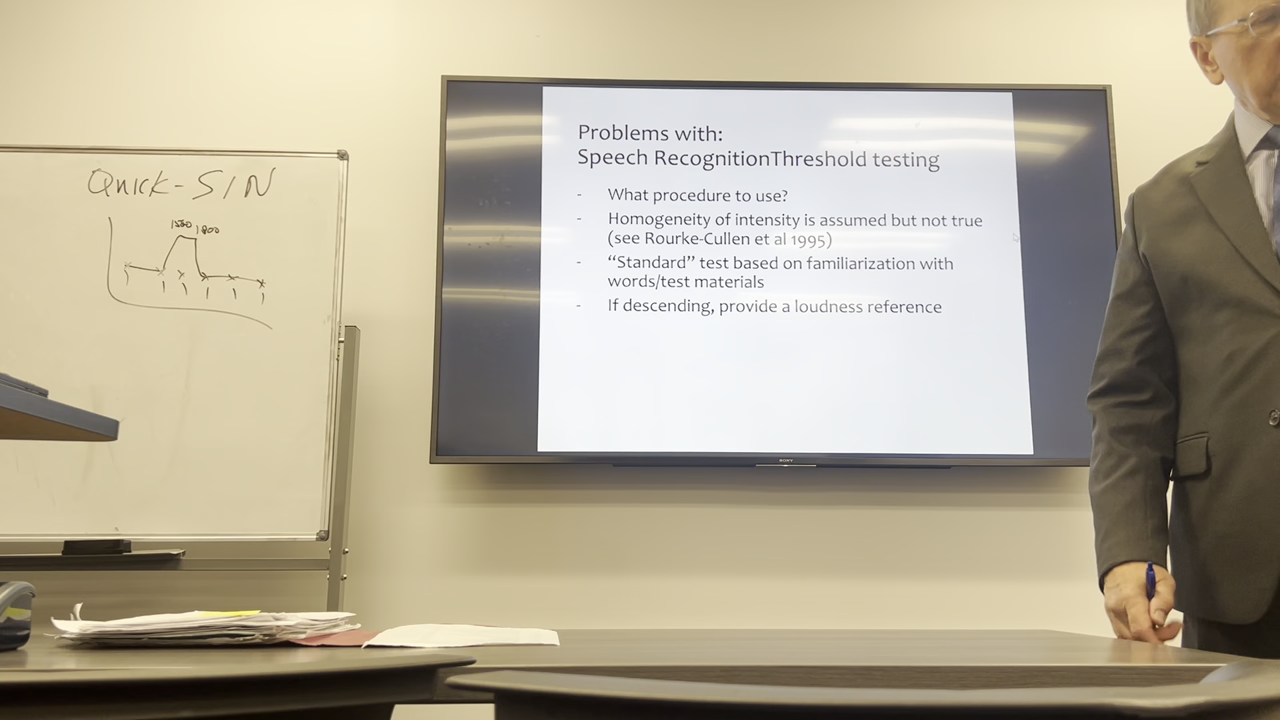 Quick-SIN
1500 1800
Problems with:
Speech RecognitionThreshold testing
- What procedure to use?
- Homogeneity of intensity is assumed but not true
(see Rourke-Cullen et al 1995)
- “Standard” test based on familiarization with
words/test materials
- If descending, provide a loudness reference
SONY